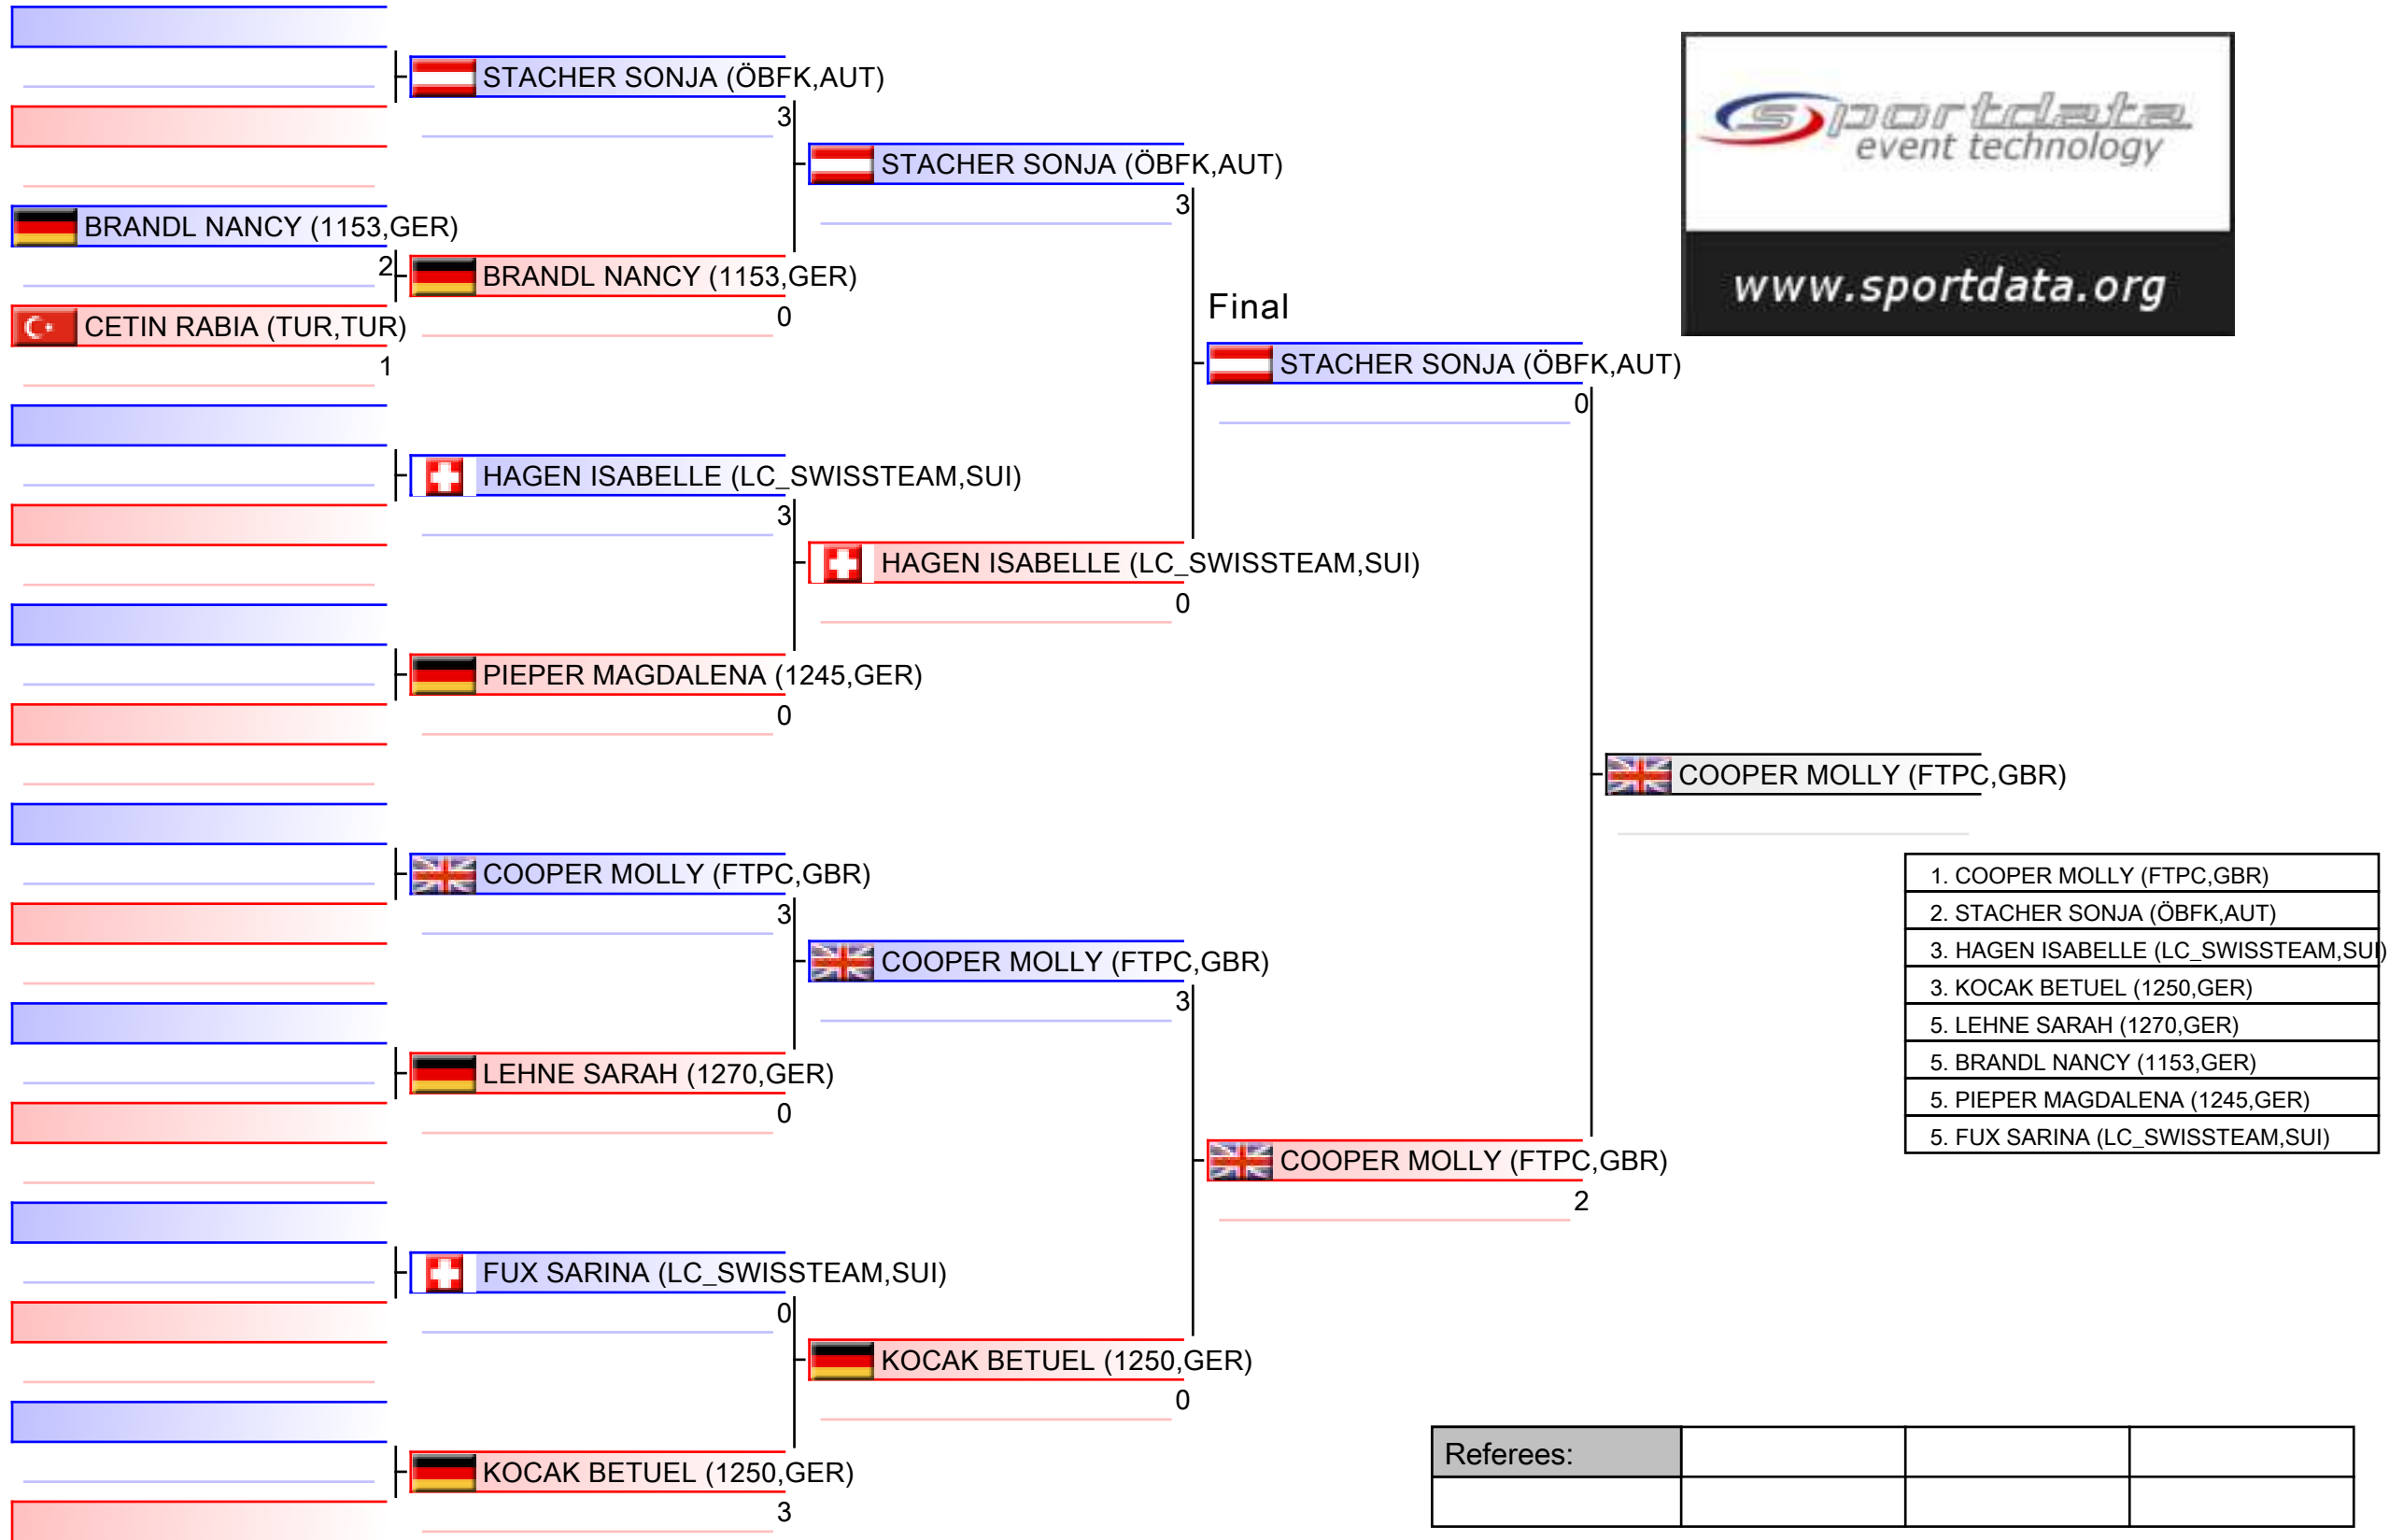 STACHER SONJA (ÖBFK,AUT)
3
STACHER SONJA (ÖBFK,AUT)
3
BRANDL NANCY (1153,GER)
2
BRANDL NANCY (1153,GER)
0
CETIN RABIA (TUR,TUR)
1
Final
STACHER SONJA (ÖBFK,AUT)
0
HAGEN ISABELLE (LC_SWISSTEAM,SUI)
3
HAGEN ISABELLE (LC_SWISSTEAM,SUI)
0
PIEPER MAGDALENA (1245,GER)
0
COOPER MOLLY (FTPC,GBR)
COOPER MOLLY (FTPC,GBR)
3
COOPER MOLLY (FTPC,GBR)
3
LEHNE SARAH (1270,GER)
0
COOPER MOLLY (FTPC,GBR)
2
FUX SARINA (LC_SWISSTEAM,SUI)
0
KOCAK BETUEL (1250,GER)
0
KOCAK BETUEL (1250,GER)
3
sportdata
event technology
www.sportdata.org
1. COOPER MOLLY (FTPC,GBR)
2. STACHER SONJA (ÖBFK,AUT)
3. HAGEN ISABELLE (LC_SWISSTEAM,SUI)
3. KOCAK BETUEL (1250,GER)
5. LEHNE SARAH (1270,GER)
5. BRANDL NANCY (1153,GER)
5. PIEPER MAGDALENA (1245,GER)
5. FUX SARINA (LC_SWISSTEAM,SUI)
Referees: